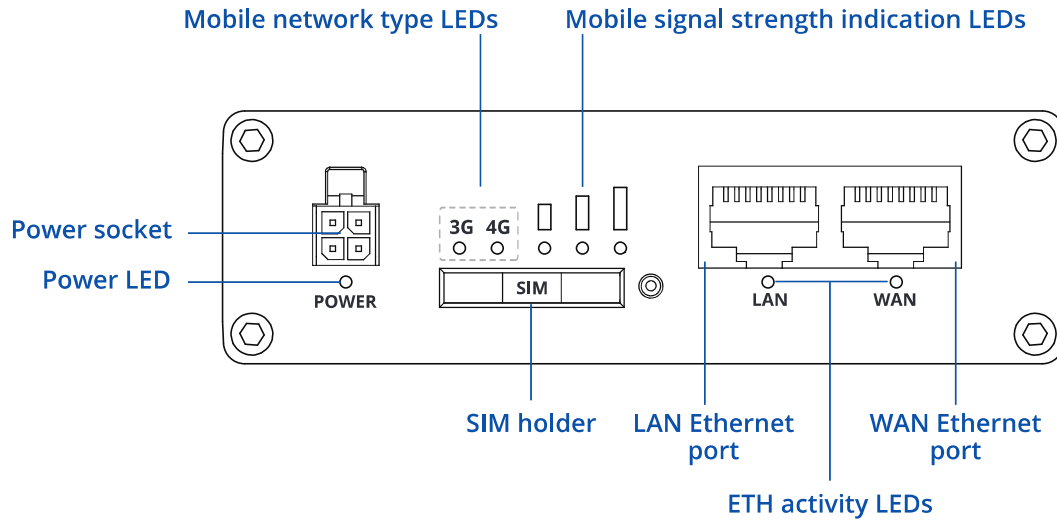 Mobile network type LEDs
Mobile signal strength indication LEDs
Power socket
3G 4G
Power LED
POWER
SIM
LAN
WAN
SIM holder
LAN Ethernet
port
WAN Ethernet
port
ETH activity LEDs